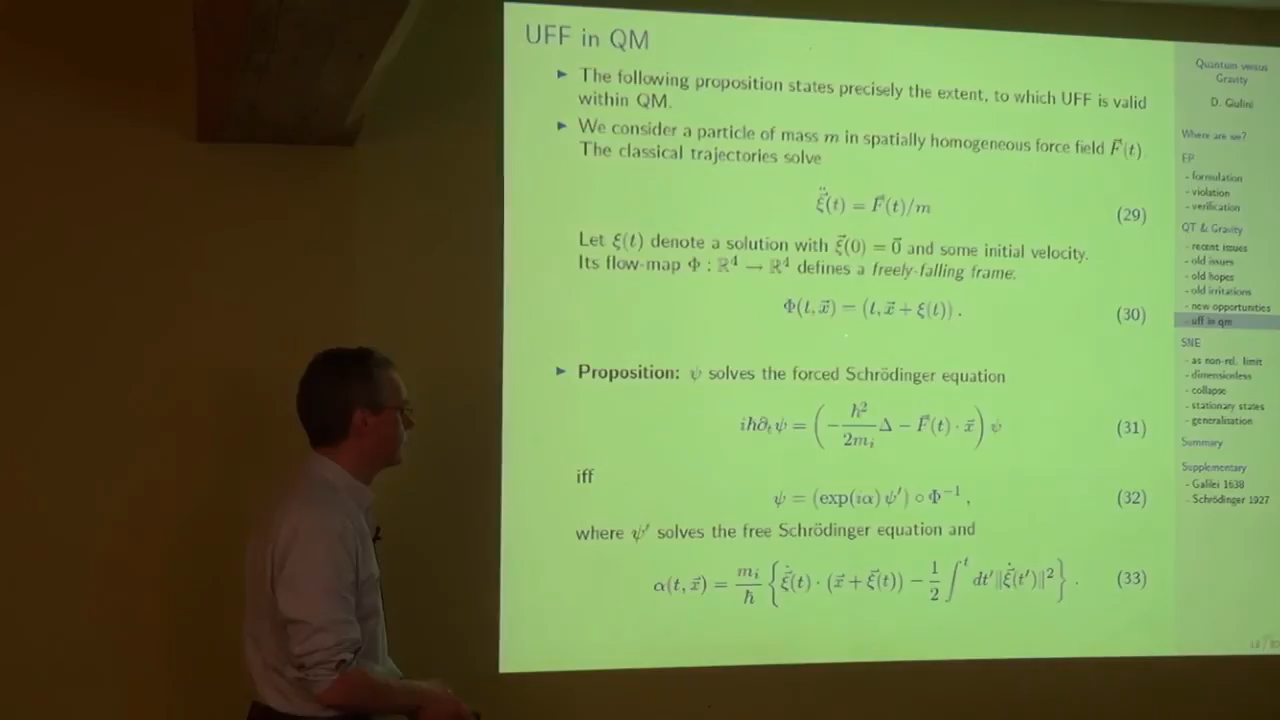 UFF in QM
► The following proposition states precisely the extent, to which UFF is valid
within QM.
► We consider a particle of mass m in spatially homogeneous force field F⃗(t).
The classical trajectories solve
ξ⃗̈(t) = F⃗(t)/m (29)
Let ξ(t) denote a solution with ξ⃗(0) = 0⃗ and some initial velocity.
Its flow-map Φ : ℝ⁴ → ℝ⁴ defines a freely-falling frame.
Φ(t, x⃗) = (t, x⃗ + ξ(t)) . (30)
► Proposition: ψ solves the forced Schrödinger equation
iħ∂ₜψ = (−ħ²/2mᵢ Δ − F⃗(t) · x⃗) ψ (31)
iff
ψ = (exp(iα) ψ′) ∘ Φ⁻¹ , (32)
where ψ′ solves the free Schrödinger equation and
α(t, x⃗) = mᵢ/ħ { ξ⃗̇(t) · (x⃗ + ξ⃗(t)) − 1/2 ∫ᵗ dt′‖ξ⃗̇(t′)‖² } . (33)
Quantum versus
Gravity
D. Giulini
Where are we?
EP
- formulation
- violation
- verification
QT & Gravity
- recent issues
- old issues
- old hopes
- old irritations
- new opportunities
- uff in qm
SNE
- as non-rel. limit
- dimensionless
- collapse
- stationary states
- generalisation
Summary
Supplementary
- Galilei 1638
- Schrödinger 1927